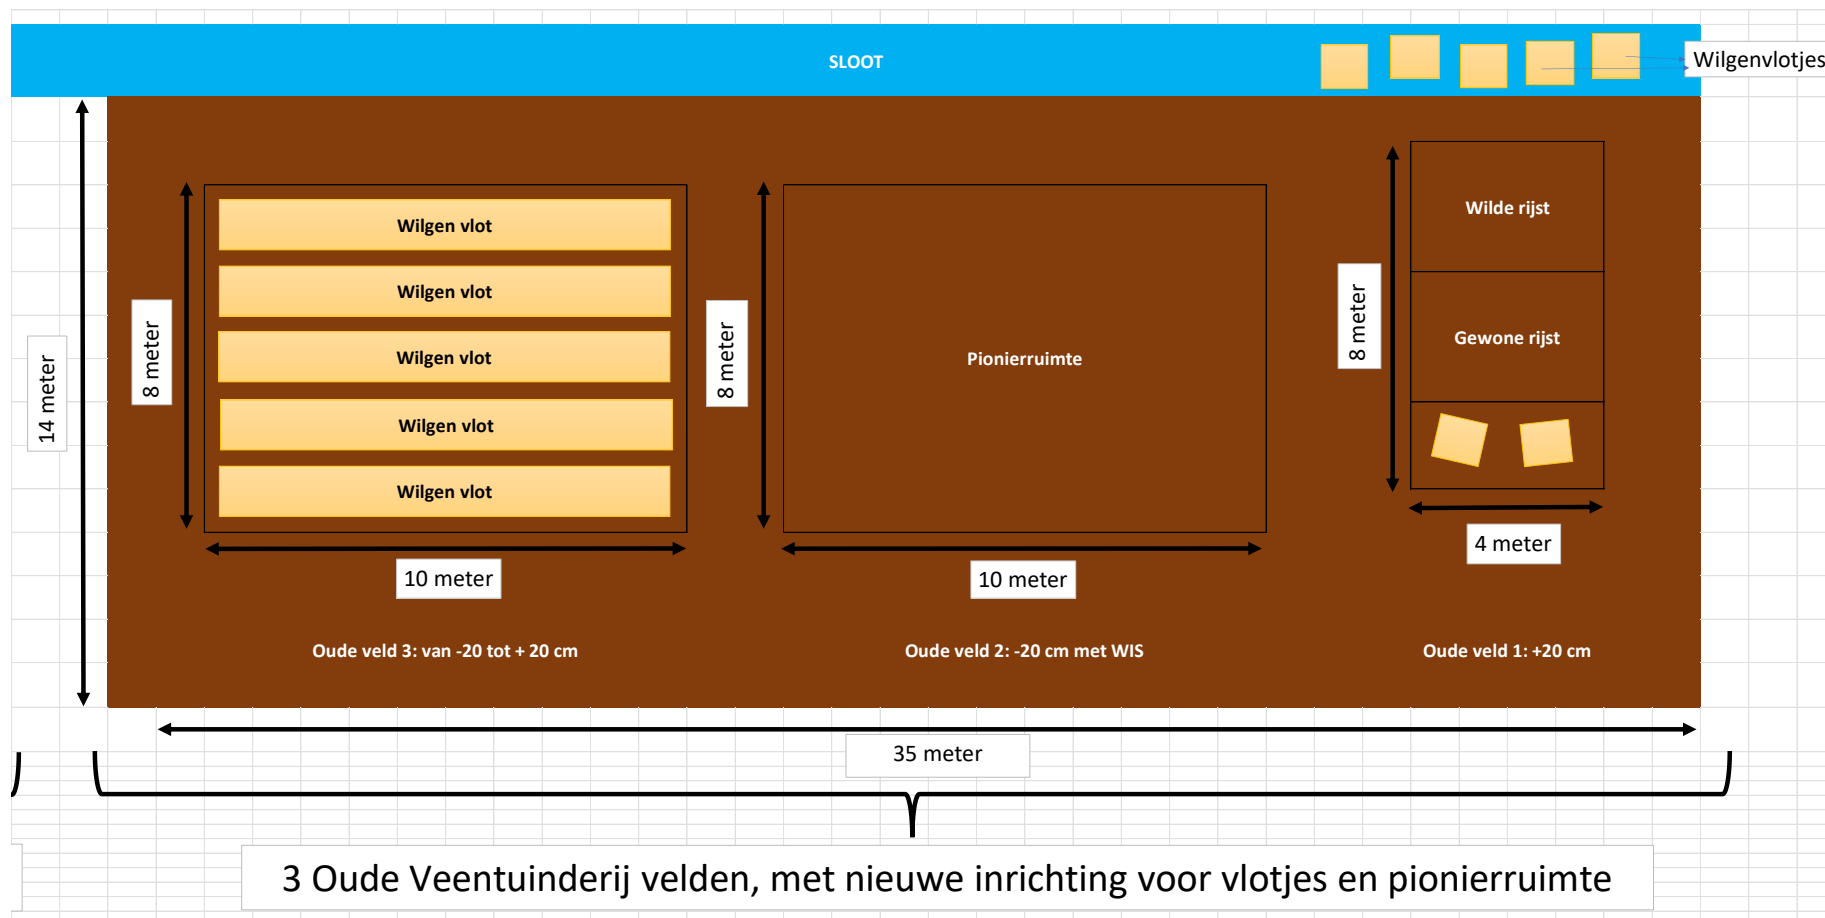 SLOOT
Wilgenvlotjes
14 meter
8 meter
Wilgen vlot
Wilgen vlot
Wilgen vlot
Wilgen vlot
Wilgen vlot
10 meter
Oude veld 3: van -20 tot + 20 cm
8 meter
Pionierruimte
10 meter
Oude veld 2: -20 cm met WIS
8 meter
Wilde rijst
Gewone rijst
4 meter
Oude veld 1: +20 cm
35 meter
3 Oude Veentuinderij velden, met nieuwe inrichting voor vlotjes en pionierruimte